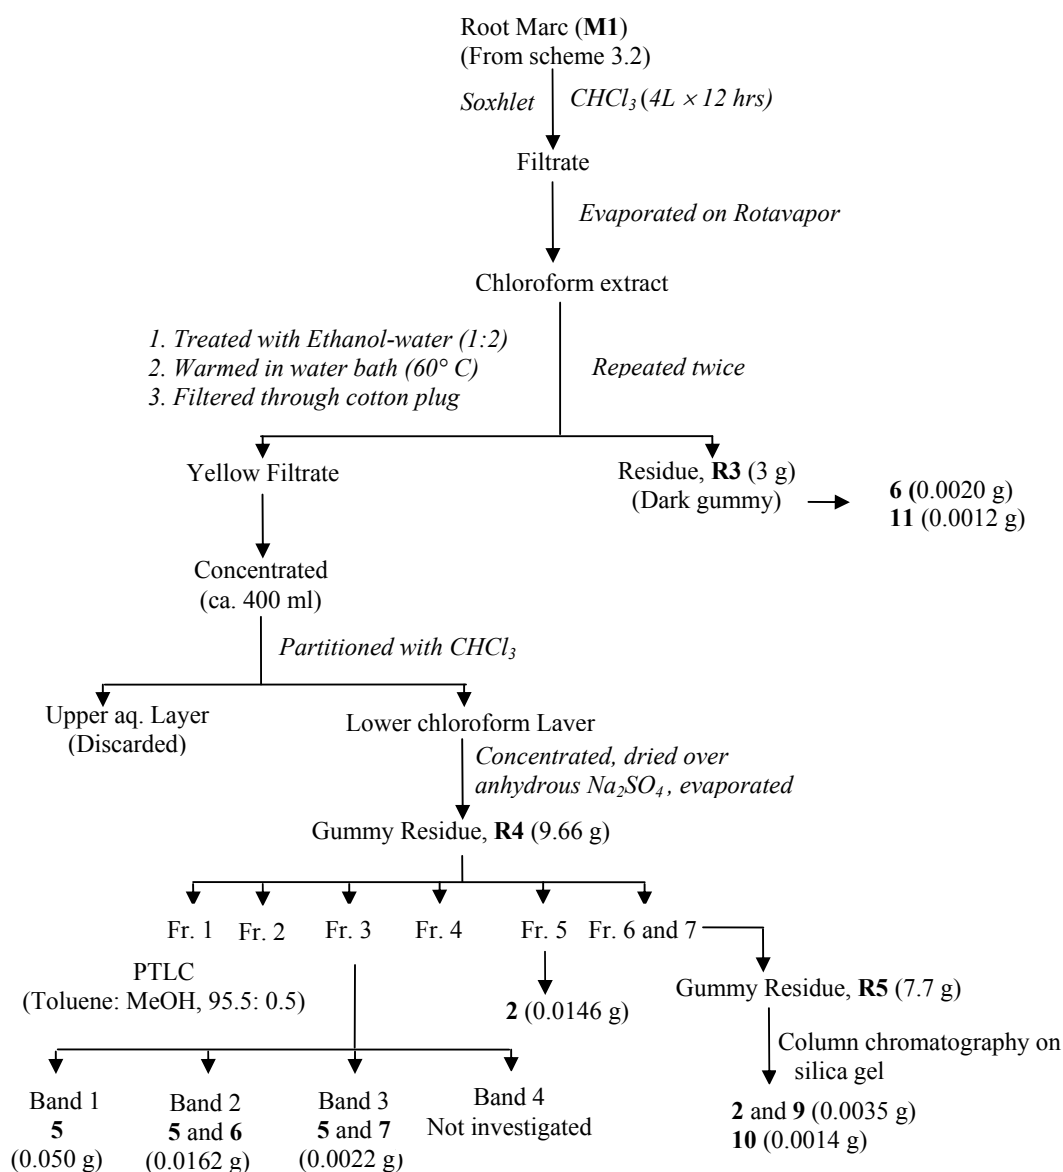 Root Marc (M1)
(From scheme 3.2)
Soxhlet CHCl3 (4L × 12 hrs)
Filtrate
Evaporated on Rotavapor
Chloroform extract
1. Treated with Ethanol-water (1:2)
2. Warmed in water bath (60° C)
3. Filtered through cotton plug
Repeated twice
Yellow Filtrate
Residue, R3 (3 g)
(Dark gummy)
6 (0.0020 g)
11 (0.0012 g)
Concentrated
(ca. 400 ml)
Partitioned with CHCl3
Upper aq. Layer
(Discarded)
Lower chloroform Laver
Concentrated, dried over
anhydrous Na2SO4 , evaporated
Gummy Residue, R4 (9.66 g)
Fr. 1 Fr. 2 Fr. 3 Fr. 4 Fr. 5 Fr. 6 and 7
PTLC
(Toluene: MeOH, 95.5: 0.5)
2 (0.0146 g)
Gummy Residue, R5 (7.7 g)
Column chromatography on
silica gel
Band 1
5
(0.050 g)
Band 2
5 and 6
(0.0162 g)
Band 3
5 and 7
(0.0022 g)
Band 4
Not investigated
2 and 9 (0.0035 g)
10 (0.0014 g)